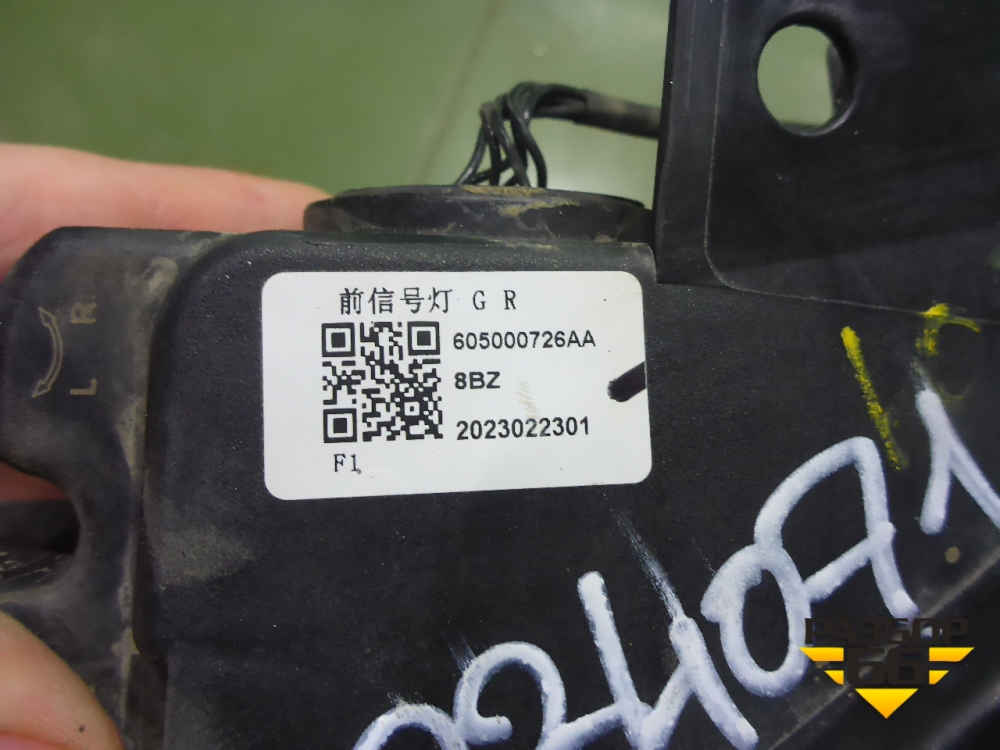 前信号灯 G R
605000726AA
8BZ
2023022301
F1
R
L
РАЗБОР
66